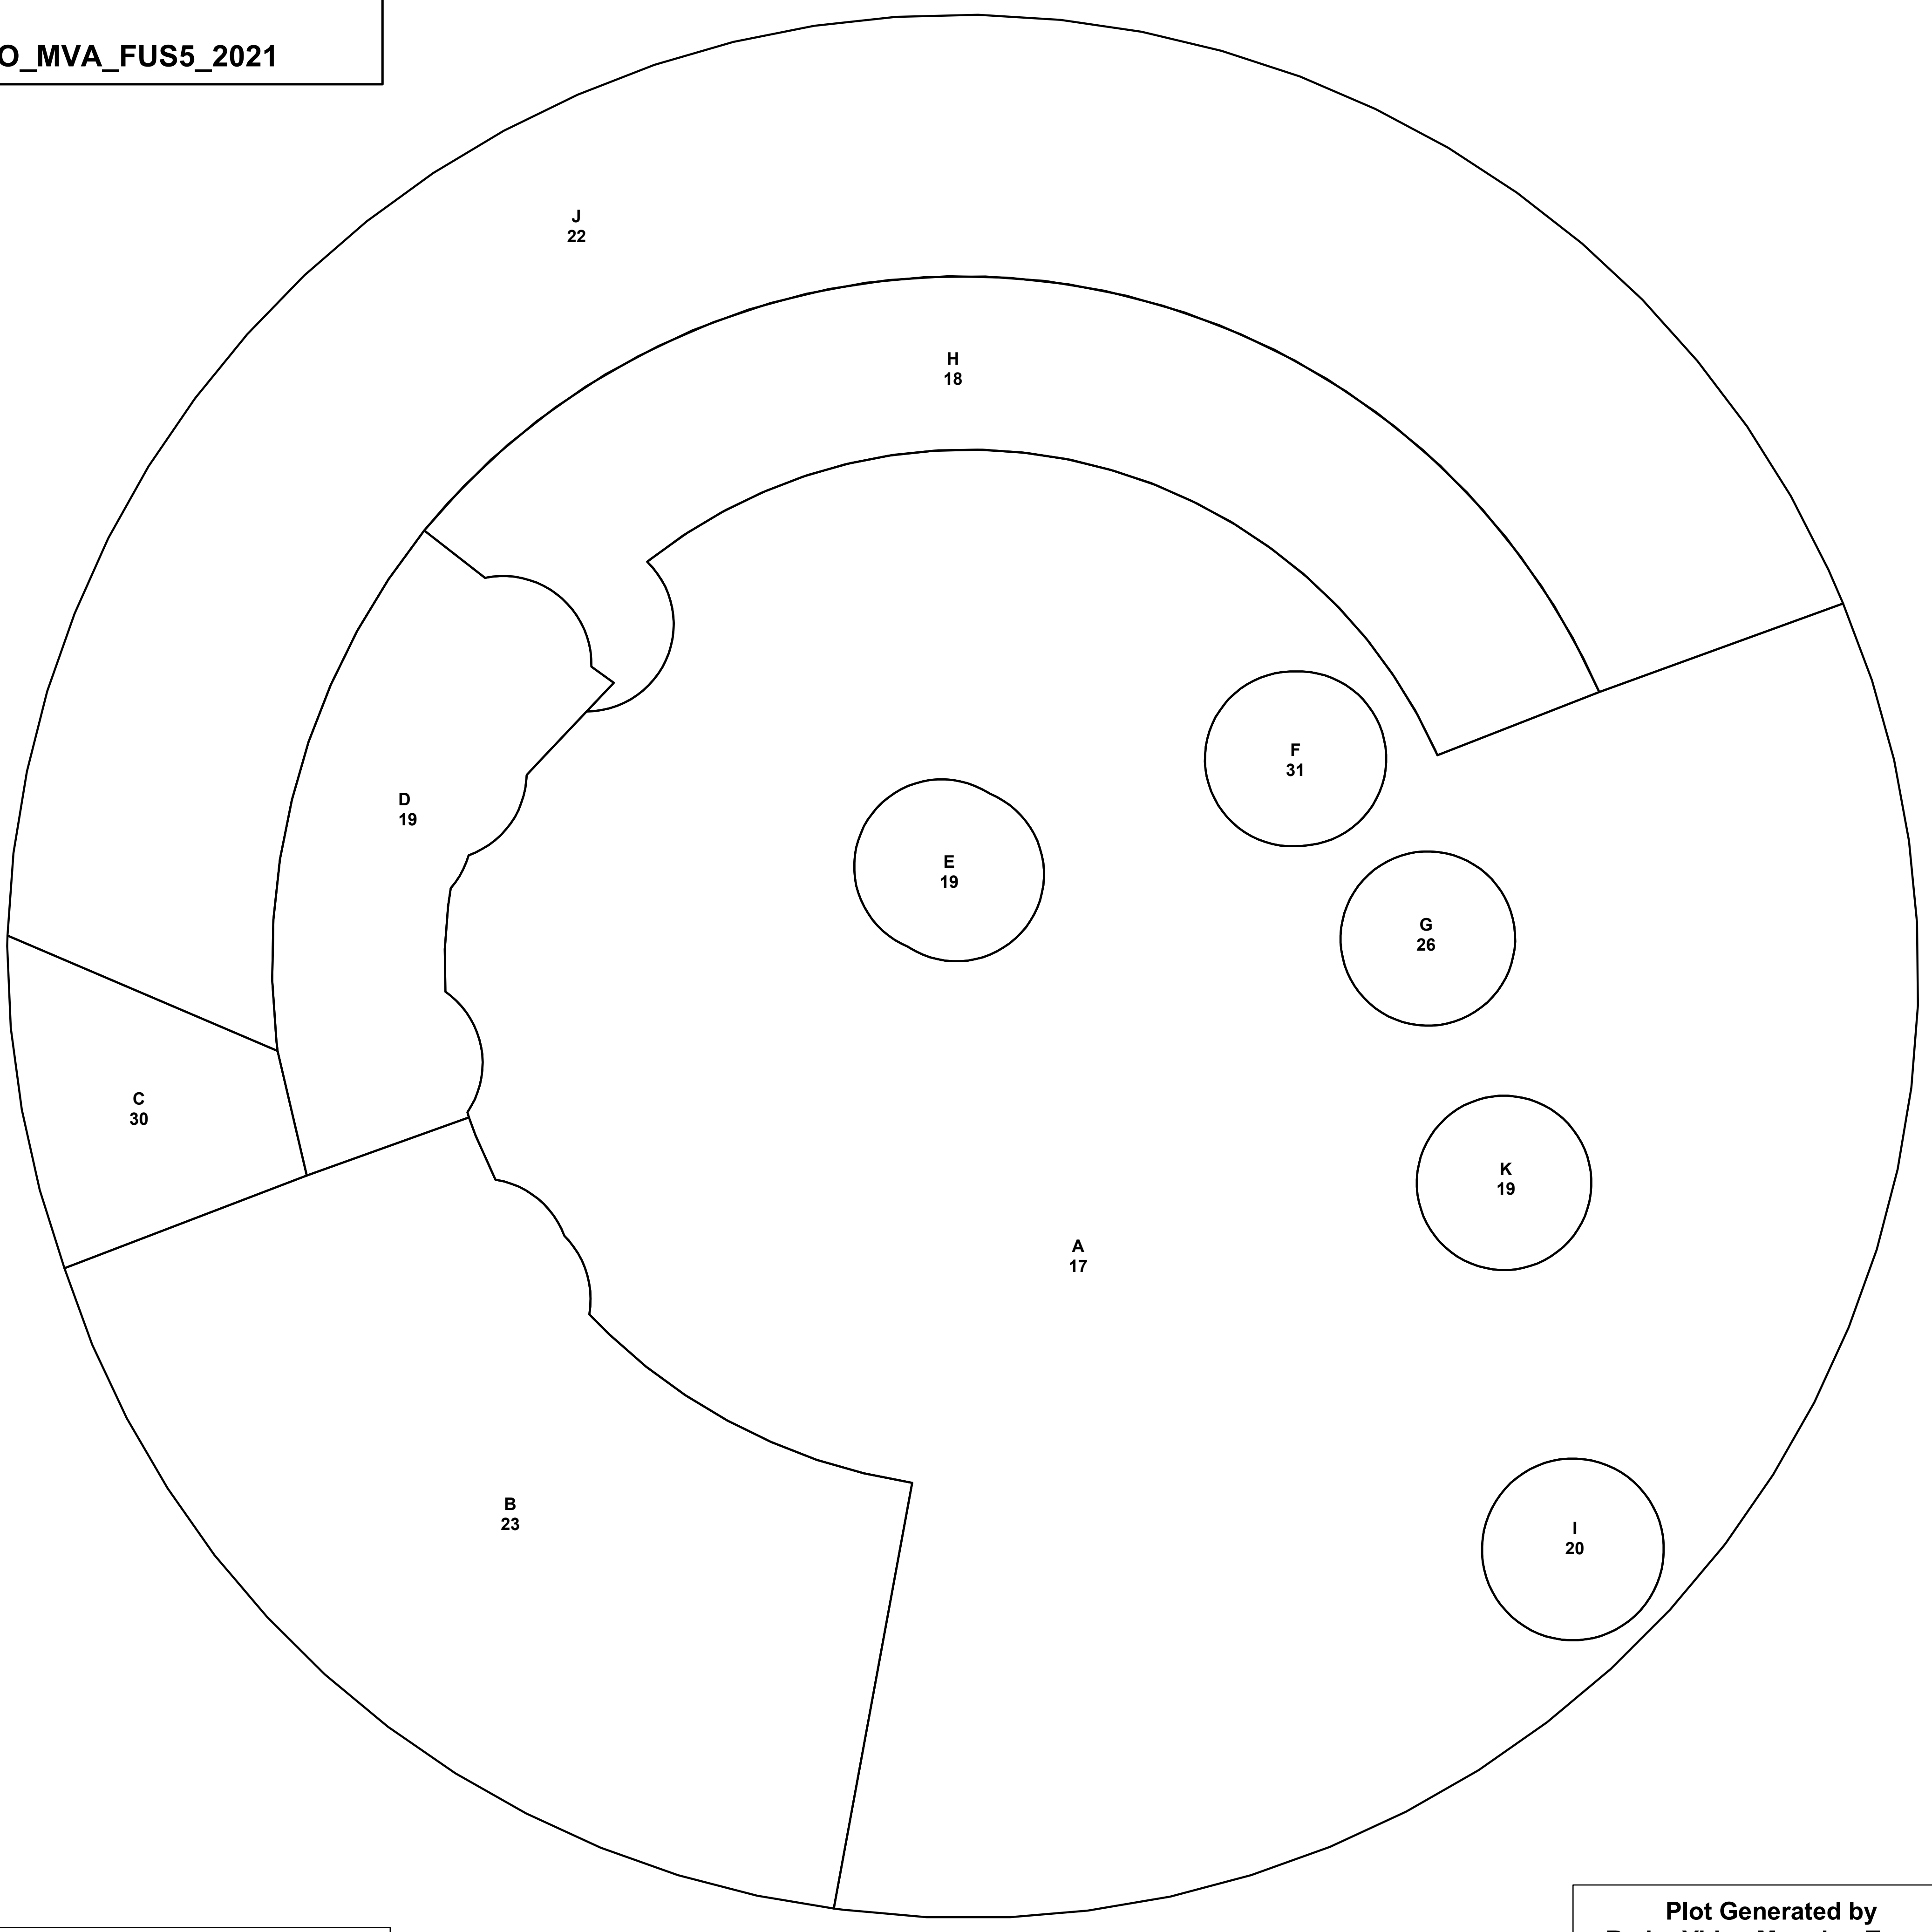 O_MVA_FUS5_2021
J
22
H
18
F
31
D
19
E
19
G
26
C
30
K
19
A
17
B
23
I
20
Plot Generated by